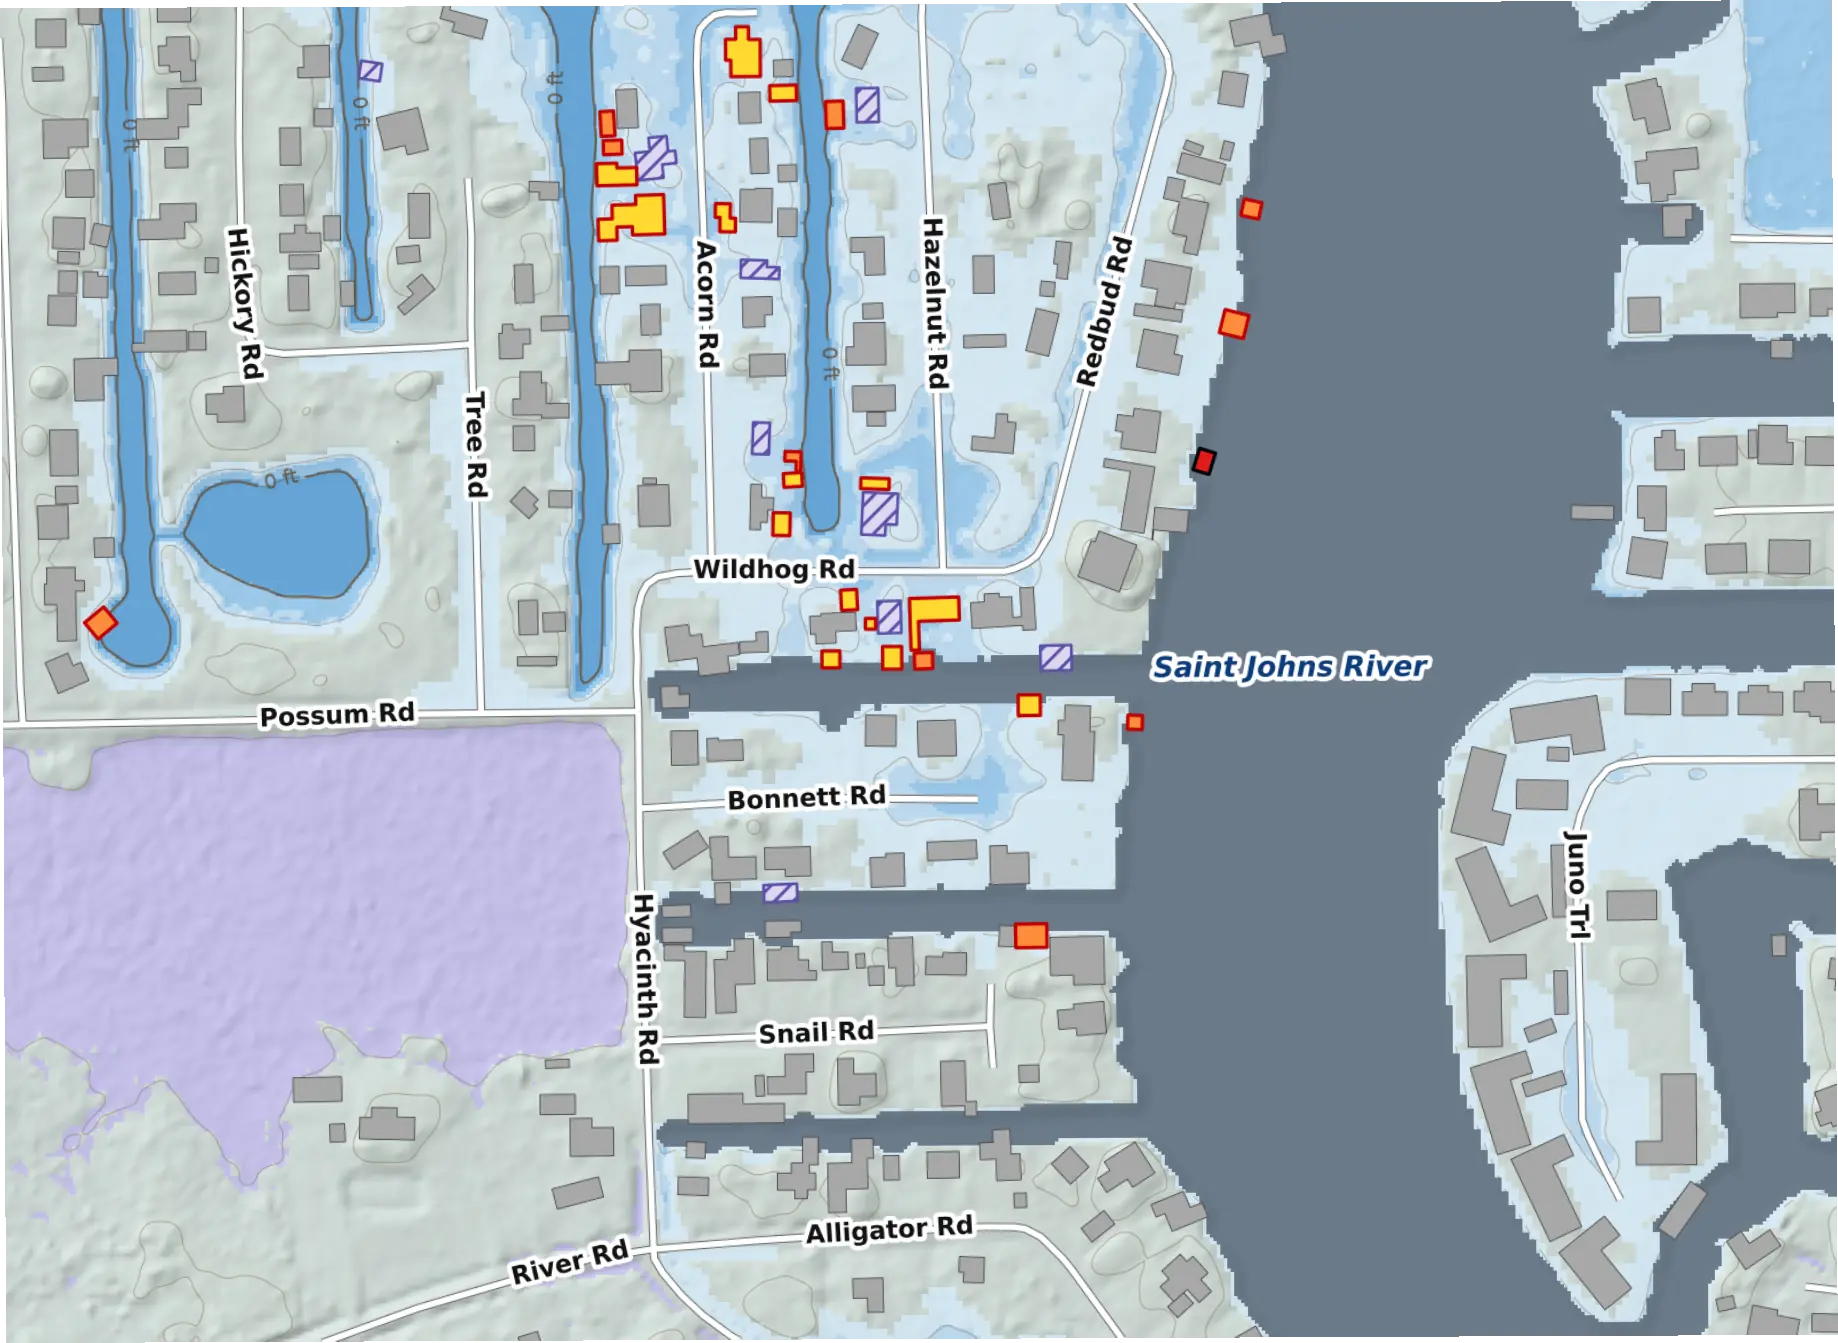 0 ft
0 ft
0 ft
Hickory Rd
Acorn Rd
Hazelnut Rd
Redbud Rd
0 ft
Tree Rd
0 ft
Wildhog Rd
Saint Johns River
Possum Rd
Bonnett Rd
Juno Trl
Hyacinth Rd
Snail Rd
Alligator Rd
River Rd